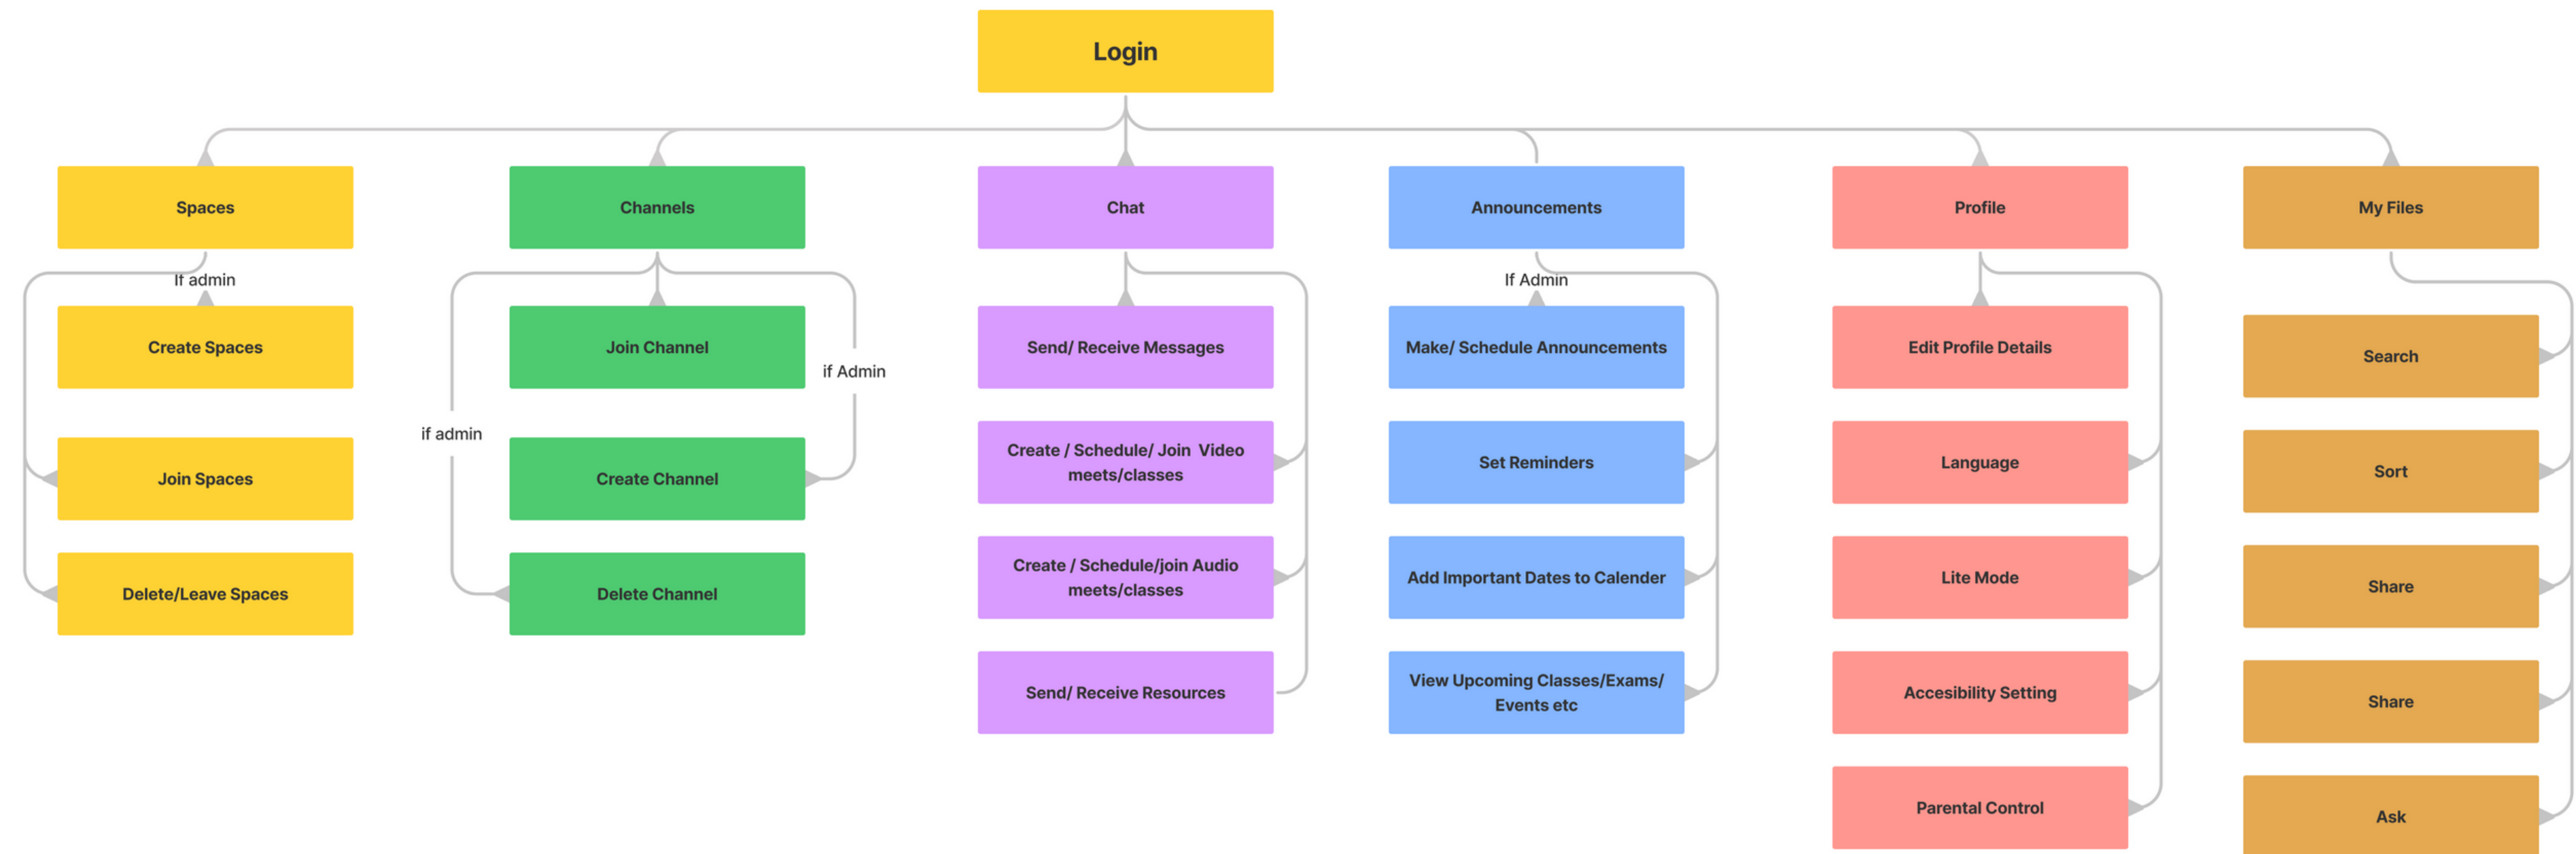 Login
Spaces
Channels
Chat
Announcements
Profile
My Files
If admin
Create Spaces
Join Spaces
Delete/Leave Spaces
if admin
Join Channel
if Admin
Create Channel
Delete Channel
Send/ Receive Messages
Create / Schedule/ Join  Video
meets/classes
Create / Schedule/join Audio
meets/classes
Send/ Receive Resources
If Admin
Make/ Schedule Announcements
Set Reminders
Add Important Dates to Calender
View Upcoming Classes/Exams/
Events etc
Edit Profile Details
Language
Lite Mode
Accesibility Setting
Parental Control
Search
Sort
Share
Share
Ask